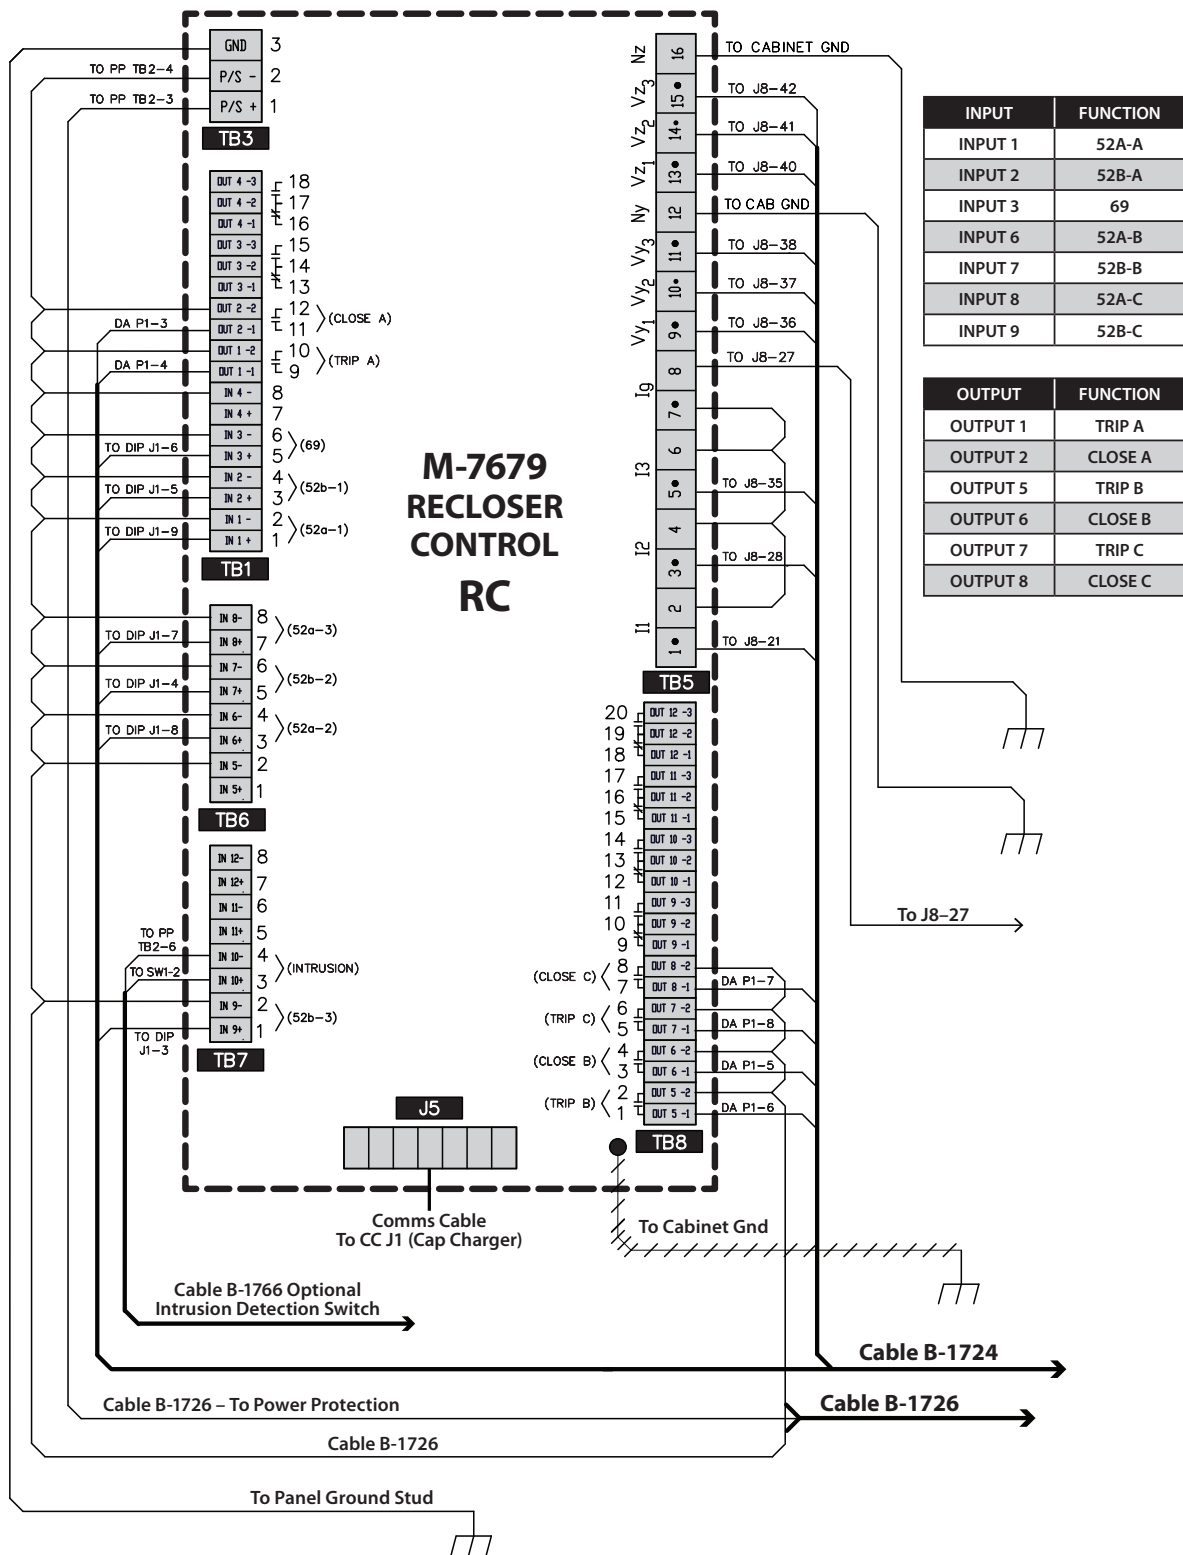 GND 3
TO PP TB2-4 P/S - 2
TO PP TB2-3 P/S + 1
TB3
OUT 4 -3 18
OUT 4 -2 17
OUT 4 -1 16
OUT 3 -3 15
OUT 3 -2 14
OUT 3 -1 13
OUT 2 -2 12
DA P1-3 OUT 2 -1 11
(CLOSE A)
OUT 1 -2 10
DA P1-4 OUT 1 -1 9
(TRIP A)
IN 4 - 8
IN 4 + 7
IN 3 - 6
TO DIP J1-6 IN 3 + 5
(69)
IN 2 - 4
TO DIP J1-5 IN 2 + 3
(52b-1)
IN 1 - 2
TO DIP J1-9 IN 1 + 1
(52a-1)
TB1
IN 8- 8
TO DIP J1-7 IN 8+ 7
(52a-3)
IN 7- 6
TO DIP J1-4 IN 7+ 5
(52b-2)
IN 6- 4
TO DIP J1-8 IN 6+ 3
(52a-2)
IN 5- 2
IN 5+ 1
TB6
IN 12- 8
IN 12+ 7
IN 11- 6
IN 11+ 5
TO PP
TB2-6 IN 10- 4
TO SW1-2 IN 10+ 3
(INTRUSION)
IN 9- 2
IN 9+ 1
(52b-3)
TO DIP
J1-3
TB7
M-7679
RECLOSER
CONTROL
RC
Nz 16 TO CABINET GND
Vz3 15 TO J8-42
Vz2 14 TO J8-41
Vz1 13 TO J8-40
Ny 12 TO CAB GND
Vy3 11 TO J8-38
Vy2 10 TO J8-37
Vy1 9 TO J8-36
8 TO J8-27
I9
7
6
I3
5 TO J8-35
4
I2
3 TO J8-28
2
I1
1 TO J8-21
TB5
20 OUT 12 -3
19 OUT 12 -2
18 OUT 12 -1
17 OUT 11 -3
16 OUT 11 -2
15 OUT 11 -1
14 OUT 10 -3
13 OUT 10 -2
12 OUT 10 -1
11 OUT 9 -3
10 OUT 9 -2
9 OUT 9 -1
(CLOSE C)
8 OUT 8 -2
7 OUT 8 -1 DA P1-7
(TRIP C)
6 OUT 7 -2
5 OUT 7 -1 DA P1-8
(CLOSE B)
4 OUT 6 -2
3 OUT 6 -1 DA P1-5
(TRIP B)
2 OUT 5 -2
1 OUT 5 -1 DA P1-6
TB8
INPUT FUNCTION
INPUT 1 52A-A
INPUT 2 52B-A
INPUT 3 69
INPUT 6 52A-B
INPUT 7 52B-B
INPUT 8 52A-C
INPUT 9 52B-C
OUTPUT FUNCTION
OUTPUT 1 TRIP A
OUTPUT 2 CLOSE A
OUTPUT 5 TRIP B
OUTPUT 6 CLOSE B
OUTPUT 7 TRIP C
OUTPUT 8 CLOSE C
To J8–27
J5
Comms Cable
To CC J1 (Cap Charger)
To Cabinet Gnd
Cable B-1766 Optional
Intrusion Detection Switch
Cable B-1724
Cable B-1726 – To Power Protection
Cable B-1726
Cable B-1726
To Panel Ground Stud